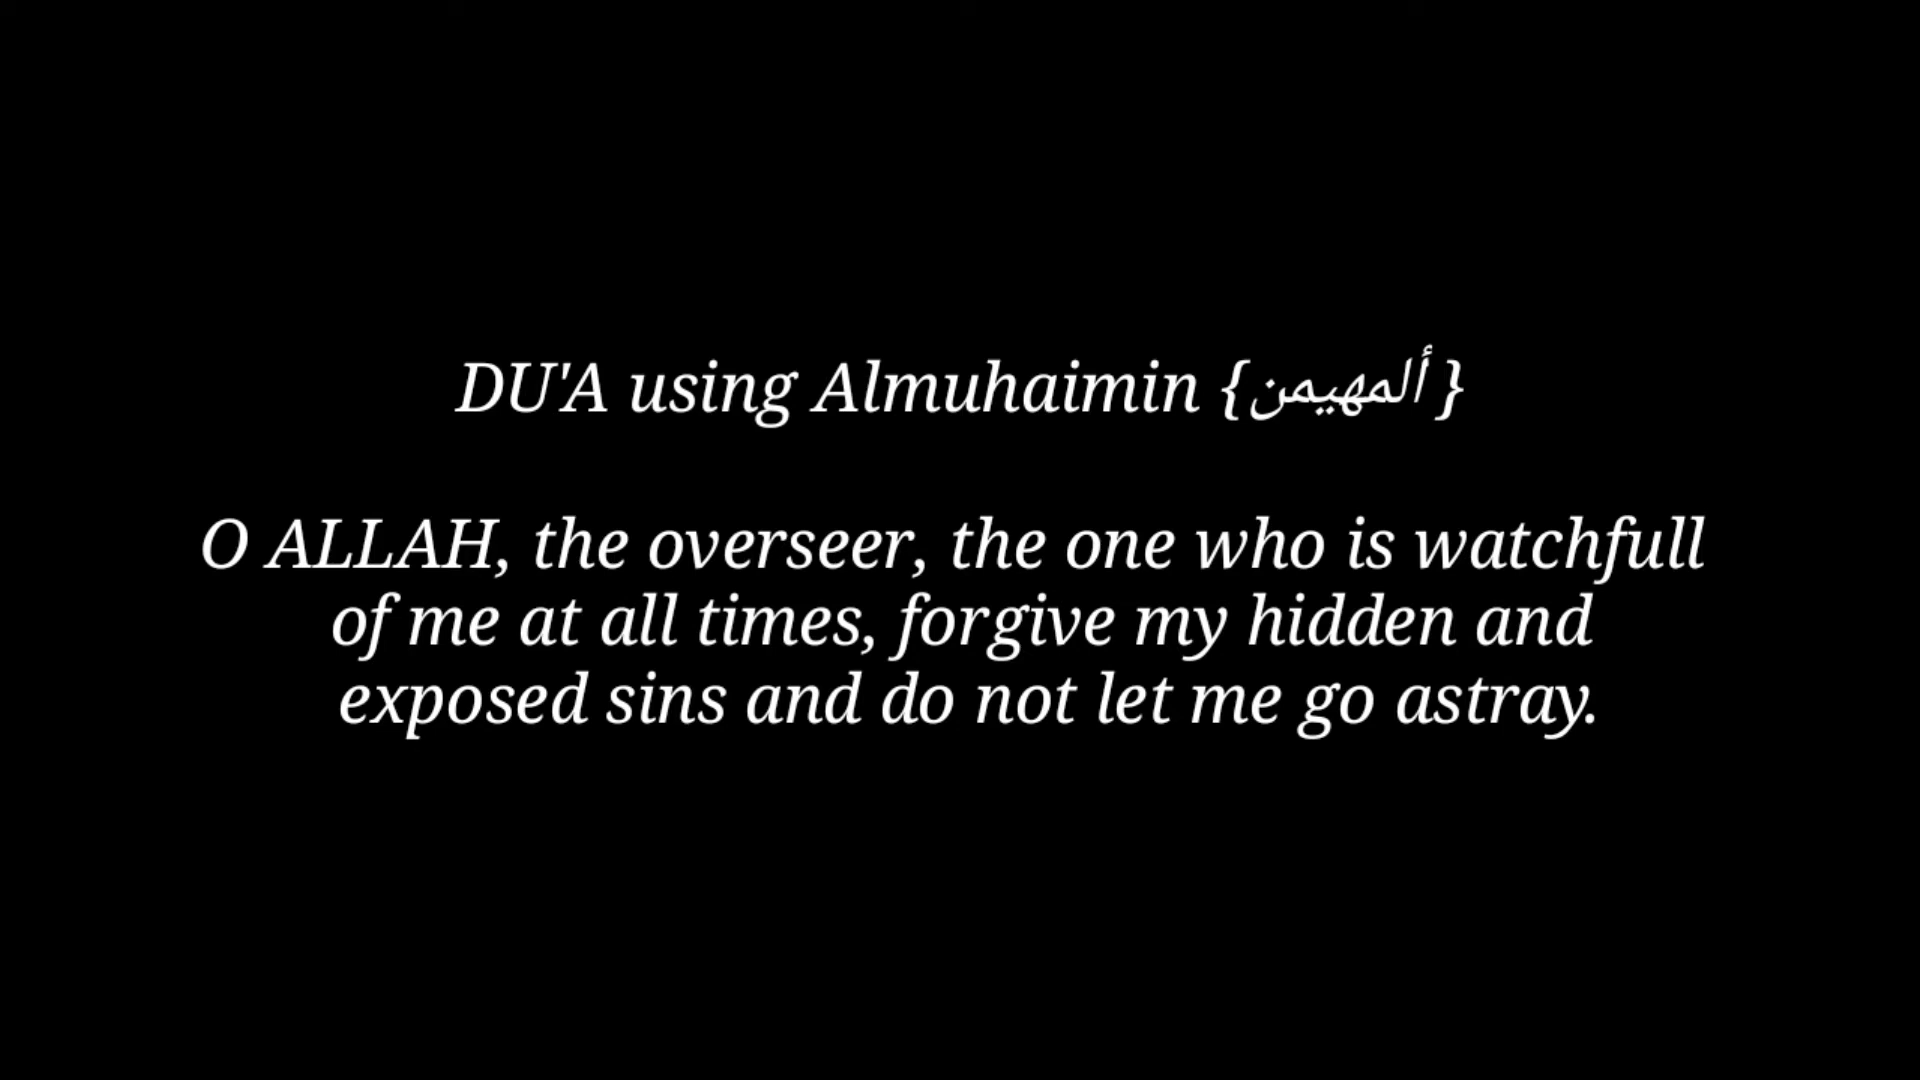 DU'A using Almuhaimin {ألمهيمن}
O ALLAH, the overseer, the one who is watchfull
of me at all times, forgive my hidden and
exposed sins and do not let me go astray.